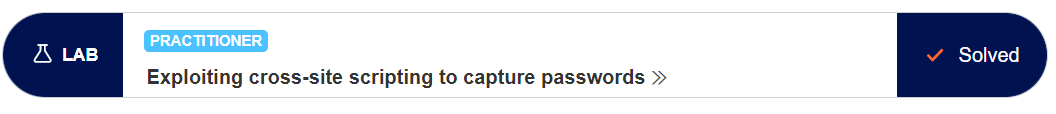 PRACTITIONER
LAB
Exploiting cross-site scripting to capture passwords »
Solved